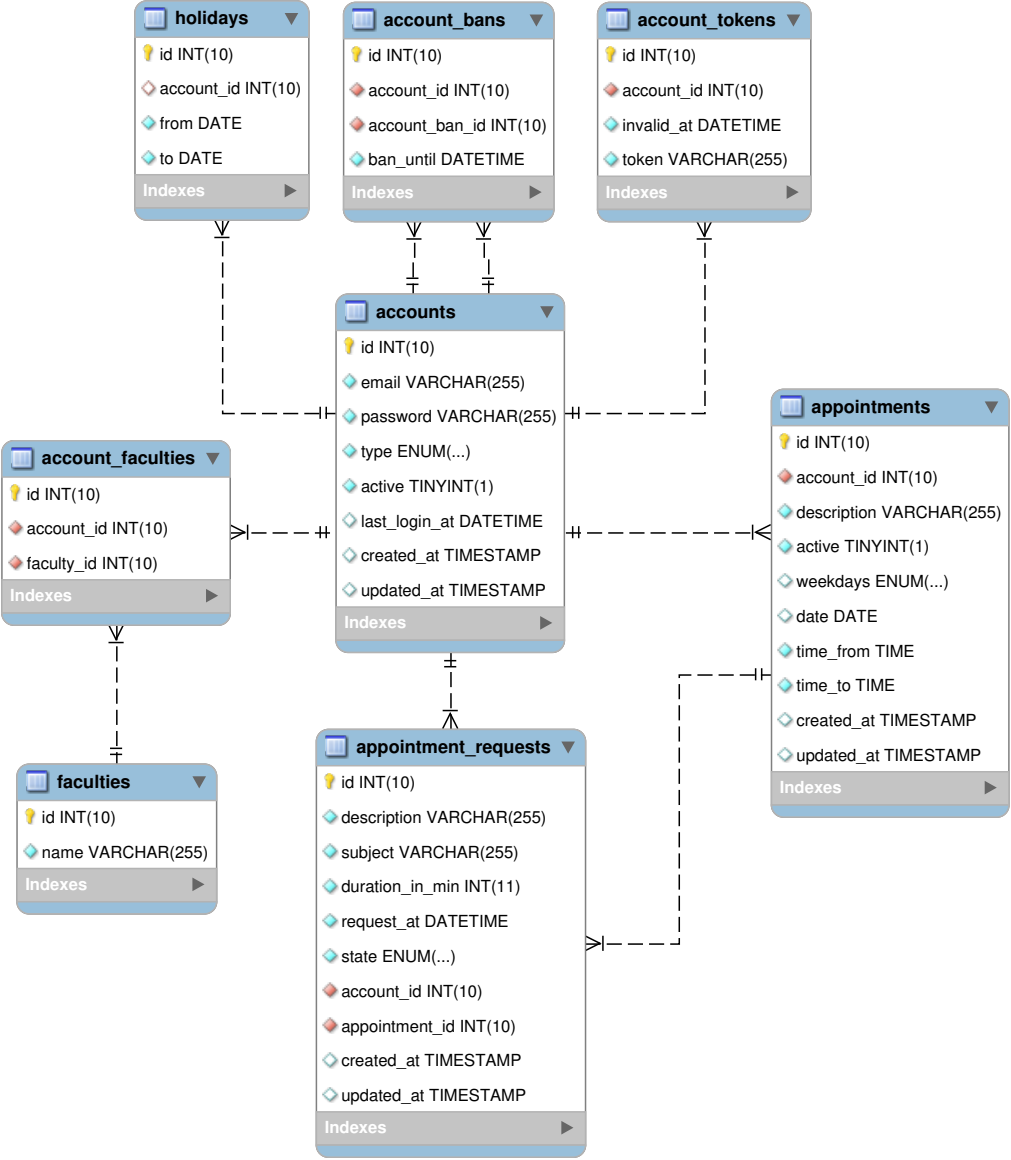 holidays
id INT(10)
account_id INT(10)
from DATE
to DATE
Indexes
account_bans
id INT(10)
account_id INT(10)
account_ban_id INT(10)
ban_until DATETIME
Indexes
account_tokens
id INT(10)
account_id INT(10)
invalid_at DATETIME
token VARCHAR(255)
Indexes
accounts
id INT(10)
email VARCHAR(255)
password VARCHAR(255)
type ENUM(...)
active TINYINT(1)
last_login_at DATETIME
created_at TIMESTAMP
updated_at TIMESTAMP
Indexes
appointments
id INT(10)
account_id INT(10)
description VARCHAR(255)
active TINYINT(1)
weekdays ENUM(...)
date DATE
time_from TIME
time_to TIME
created_at TIMESTAMP
updated_at TIMESTAMP
Indexes
account_faculties
id INT(10)
account_id INT(10)
faculty_id INT(10)
Indexes
faculties
id INT(10)
name VARCHAR(255)
Indexes
appointment_requests
id INT(10)
description VARCHAR(255)
subject VARCHAR(255)
duration_in_min INT(11)
request_at DATETIME
state ENUM(...)
account_id INT(10)
appointment_id INT(10)
created_at TIMESTAMP
updated_at TIMESTAMP
Indexes